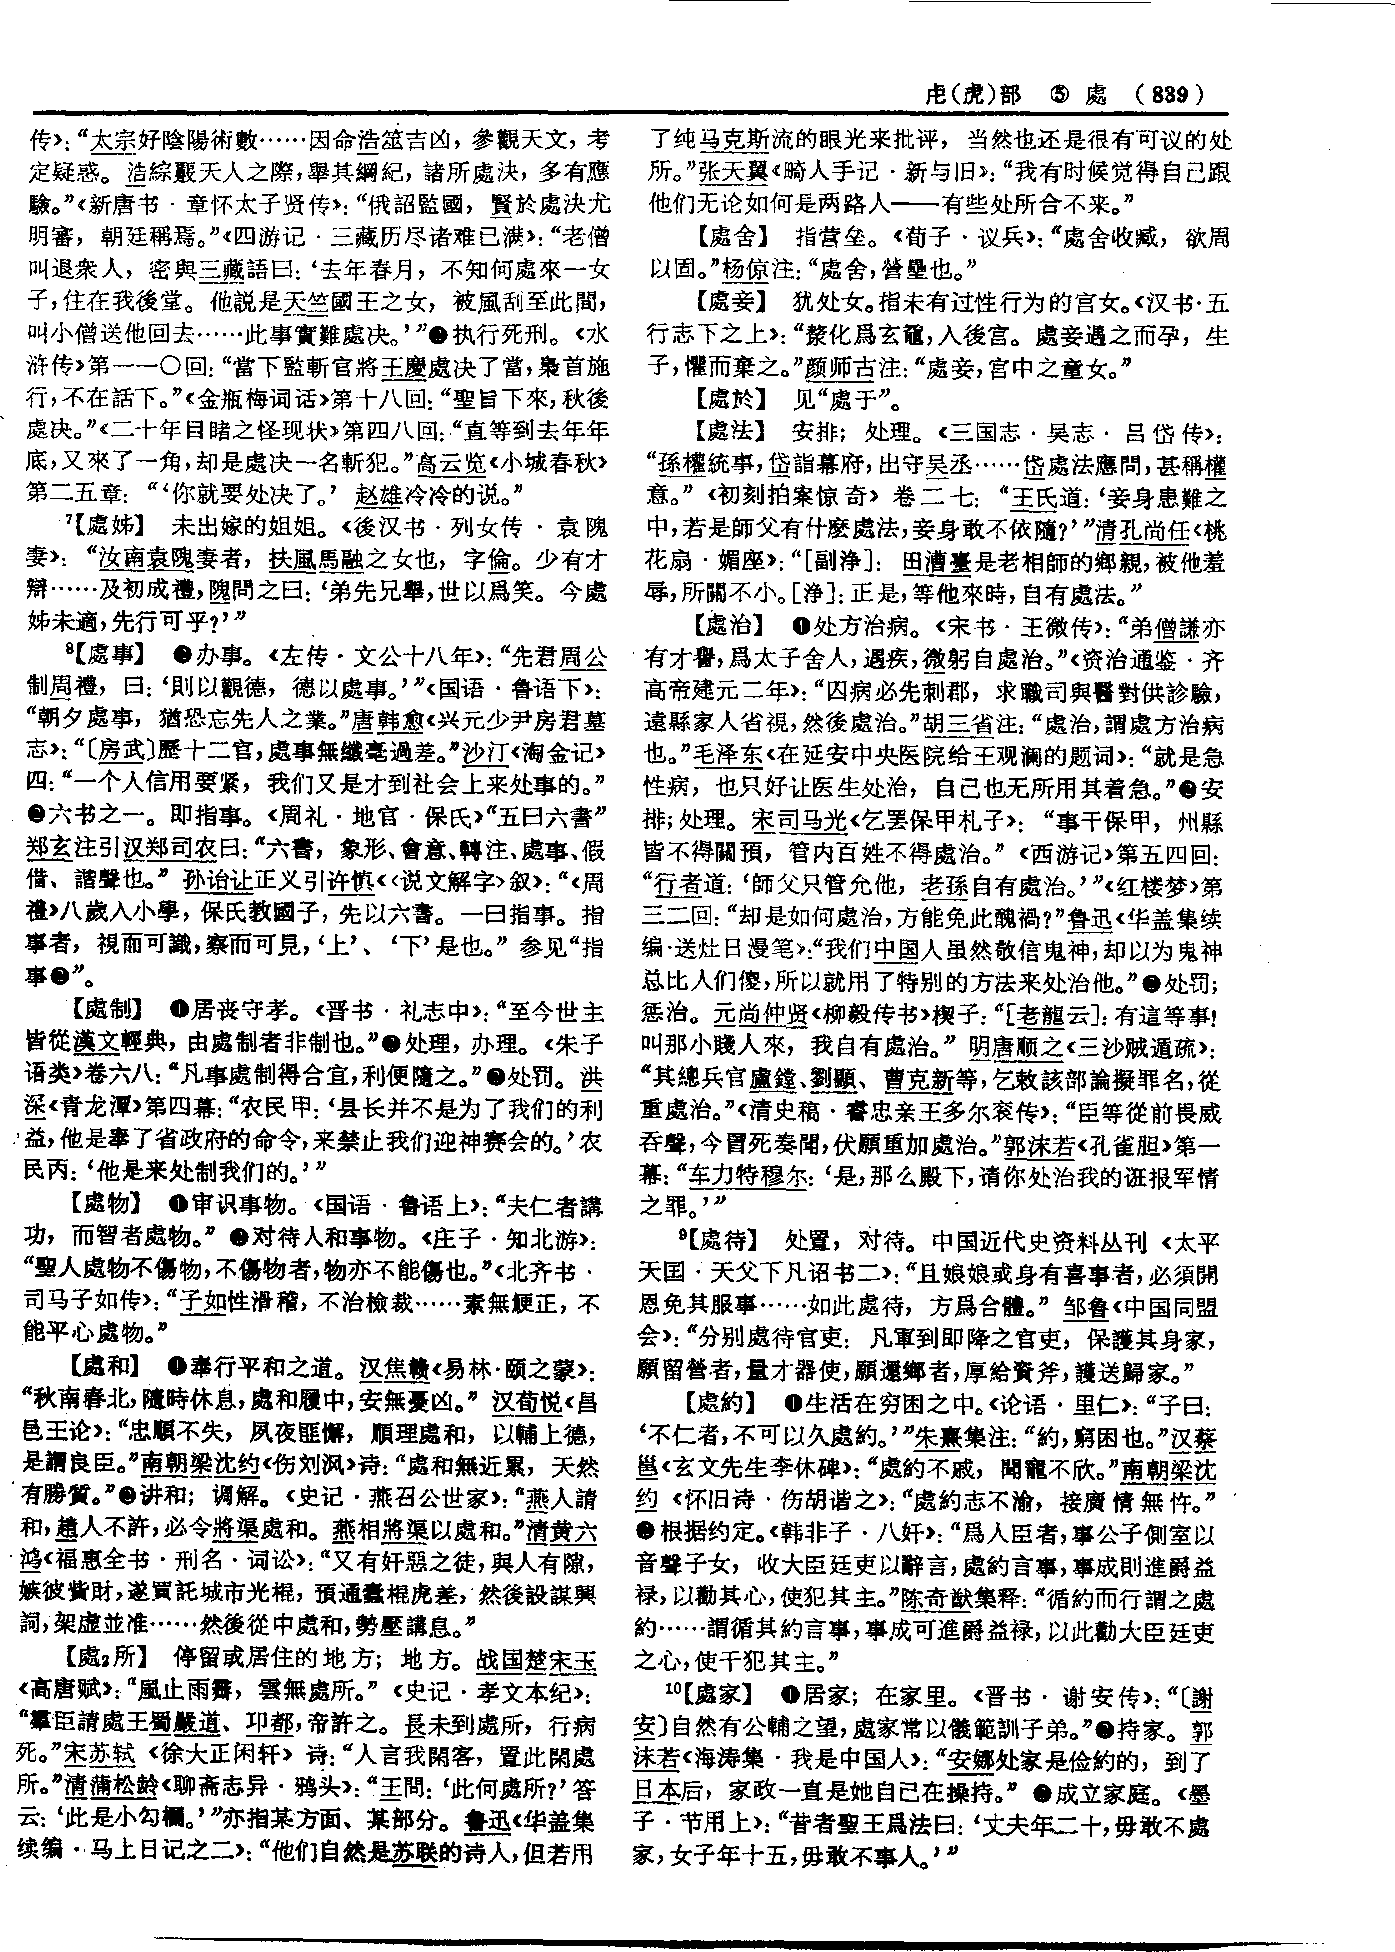 虍(虎)部 ⑤ 處 (839)
传》：“太宗好陰陽術數……因命浩筮吉凶，參觀天文，考
定疑惑。浩綜覈天人之際，舉其綱紀，諸所處決，多有應
驗。”《新唐书·章怀太子贤传》：“俄詔監國，賢於處決尤
明審，朝廷稱焉。”《四游记·三藏历尽诸难已满》：“老僧
叫退衆人，密與三藏語曰：‘去年春月，不知何處來一女
子，住在我後堂。他説是天竺國王之女，被風刮至此間，
叫小僧送他回去……此事實難處决。’”❷执行死刑。《水
浒传》第一一〇回：“當下監斬官將王慶處决了當，梟首施
行，不在話下。”《金瓶梅词话》第十八回：“聖旨下來，秋後
處决。”《二十年目睹之怪现状》第四八回：“直等到去年年
底，又來了一角，却是處决一名斬犯。”高云览《小城春秋》
第二五章：“‘你就要处决了。’赵雄冷冷的说。”
7【處姊】 未出嫁的姐姐。《後汉书·列女传·袁隗
妻》：“汝南袁隗妻者，扶風馬融之女也，字倫。少有才
辯……及初成禮，隗問之曰：‘弟先兄舉，世以爲笑。今處
姊未適，先行可乎？’”
8【處事】 ❶办事。《左传·文公十八年》：“先君周公
制周禮，曰：‘則以觀德，德以處事。’”《国语·鲁语下》：
“朝夕處事，猶恐忘先人之業。”唐韩愈《兴元少尹房君墓
志》：“〔房武〕歷十二官，處事無纖毫過差。”沙汀《淘金记》
四：“一个人信用要紧，我们又是才到社会上来处事的。”
❷六书之一。即指事。《周礼·地官·保氏》“五曰六書”
郑玄注引汉郑司农曰：“六書，象形、會意、轉注、處事、假
借、諧聲也。”孙诒让正义引许慎《〈说文解字〉叙》：“《周
禮》八歲入小學，保氏教國子，先以六書。一曰指事。指
事者，視而可識，察而可見，‘上’、‘下’是也。”参见“指
事❷”。
【處制】 ❶居丧守孝。《晋书·礼志中》：“至今世主
皆從漢文輕典，由處制者非制也。”❷处理，办理。《朱子
语类》卷六八：“凡事處制得合宜，利便隨之。”❸处罚。洪
深《青龙潭》第四幕：“农民甲：‘县长并不是为了我们的利
益，他是奉了省政府的命令，来禁止我们迎神赛会的。’农
民丙：‘他是来处制我们的。’”
【處物】 ❶审识事物。《国语·鲁语上》：“夫仁者講
功，而智者處物。”❷对待人和事物。《庄子·知北游》：
“聖人處物不傷物，不傷物者，物亦不能傷也。”《北齐书·
司马子如传》：“子如性滑稽，不治檢裁……素無鯁正，不
能平心處物。”
【處和】 ❶奉行平和之道。汉焦赣《易林·颐之蒙》：
“秋南春北，隨時休息，處和履中，安無憂凶。”汉荀悦《昌
邑王论》：“忠順不失，夙夜匪懈，順理處和，以輔上德，
是謂良臣。”南朝梁沈约《伤刘沨》诗：“處和無近累，天然
有勝質。”❷讲和；调解。《史记·燕召公世家》：“燕人請
和，趙人不許，必令將渠處和。燕相將渠以處和。”清黄六
鸿《福惠全书·刑名·词讼》：“又有奸惡之徒，與人有隙，
嫉彼貲財，遂買託城市光棍，預通蠹棍虎差，然後設謀興
詞，架虚並准……然後從中處和，勢壓講息。”
【處2所】 停留或居住的地方；地方。战国楚宋玉
《高唐赋》：“風止雨霽，雲無處所。”《史记·孝文本纪》：
“羣臣請處王蜀嚴道、邛都，帝許之。長未到處所，行病
死。”宋苏轼《徐大正闲轩》诗：“人言我閑客，置此閑處
所。”清蒲松龄《聊斋志异·鸦头》：“王問：‘此何處所？’答
云：‘此是小勾欄。’”亦指某方面、某部分。鲁迅《华盖集
续编·马上日记之二》：“他们自然是苏联的诗人，但若用
了纯马克斯流的眼光来批评，当然也还是很有可议的处
所。”张天翼《畸人手记·新与旧》：“我有时候觉得自己跟
他们无论如何是两路人——有些处所合不来。”
【處舍】 指营垒。《荀子·议兵》：“處舍收藏，欲周
以固。”杨倞注：“處舍，營壘也。”
【處妾】 犹处女。指未有过性行为的宫女。《汉书·五
行志下之上》：“漦化爲玄黿，入後宫。處妾遇之而孕，生
子，懼而棄之。”颜师古注：“處妾，宫中之童女。”
【處於】 见“處于”。
【處法】 安排；处理。《三国志·吴志·吕岱传》：
“孫權統事，岱詣幕府，出守吴丞……岱處法應問，甚稱權
意。”《初刻拍案惊奇》卷二七：“王氏道：‘妾身患難之
中，若是師父有什麽處法，妾身敢不依隨？’”清孔尚任《桃
花扇·媚座》：“［副净］：田漕臺是老相師的鄉親，被他羞
辱，所關不小。［净］：正是，等他來時，自有處法。”
【處治】 ❶处方治病。《宋书·王微传》：“弟僧謙亦
有才譽，爲太子舍人，遇疾，微躬自處治。”《资治通鉴·齐
高帝建元二年》：“囚病必先刺郡，求職司與醫對供診驗，
遠縣家人省視，然後處治。”胡三省注：“處治，謂處方治病
也。”毛泽东《在延安中央医院给王观澜的题词》：“就是急
性病，也只好让医生处治，自己也无所用其着急。”❷安
排；处理。宋司马光《乞罢保甲札子》：“事干保甲，州縣
皆不得關預，管内百姓不得處治。”《西游记》第五四回：
“行者道：‘師父只管允他，老孫自有處治。’”《红楼梦》第
三二回：“却是如何處治，方能免此醜禍？”鲁迅《华盖集续
编·送灶日漫笔》：“我们中国人虽然敬信鬼神，却以为鬼神
总比人们傻，所以就用了特别的方法来处治他。”❸处罚；
惩治。元尚仲贤《柳毅传书》楔子：“［老龍云］：有這等事！
叫那小賤人來，我自有處治。”明唐顺之《三沙贼遁疏》：
“其總兵官盧鏜、劉顯、曹克新等，乞敕該部論擬罪名，從
重處治。”《清史稿·睿忠亲王多尔衮传》：“臣等從前畏威
吞聲，今冒死奏聞，伏願重加處治。”郭沫若《孔雀胆》第一
幕：“车力特穆尔：‘是，那么殿下，请你处治我的诳报军情
之罪。’”
9【處待】 处置，对待。中国近代史资料丛刊《太平
天国·天父下凡诏书二》：“且娘娘或身有喜事者，必須開
恩免其服事……如此處待，方爲合體。”邹鲁《中国同盟
会》：“分别處待官吏：凡軍到即降之官吏，保護其身家，
願留營者，量才器使，願還鄉者，厚給資斧，護送歸家。”
【處約】 ❶生活在穷困之中。《论语·里仁》：“子曰：
‘不仁者，不可以久處約。’”朱熹集注：“約，窮困也。”汉蔡
邕《玄文先生李休碑》：“處約不戚，聞寵不欣。”南朝梁沈
约《怀旧诗·伤胡谐之》：“處約志不渝，接廣情無忤。”
❷根据约定。《韩非子·八奸》：“爲人臣者，事公子側室以
音聲子女，收大臣廷吏以辭言，處約言事，事成則進爵益
禄，以勸其心，使犯其主。”陈奇猷集释：“循約而行謂之處
約……謂循其約言事，事成可進爵益禄，以此勸大臣廷吏
之心，使干犯其主。”
10【處家】 ❶居家；在家里。《晋书·谢安传》：“〔謝
安〕自然有公輔之望，處家常以儀範訓子弟。”❷持家。郭
沫若《海涛集·我是中国人》：“安娜处家是俭約的，到了
日本后，家政一直是她自己在操持。”❸成立家庭。《墨
子·节用上》：“昔者聖王爲法曰：‘丈夫年二十，毋敢不處
家，女子年十五，毋敢不事人。’”